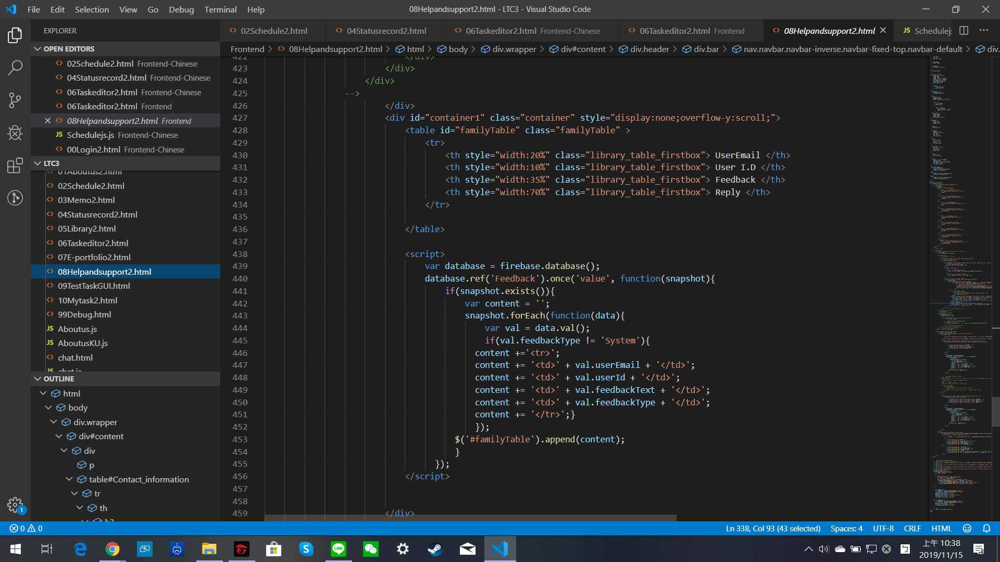 File Edit Selection View Go Debug Terminal Help
08Helpandsupport2.html - LTC3 - Visual Studio Code
EXPLORER
OPEN EDITORS
02Schedule2.html Frontend-Chinese
04Statusrecord2.html Frontend-Chinese
06Taskeditor2.html Frontend-Chinese
06Taskeditor2.html Frontend
08Helpandsupport2.html Frontend
JS Schedulejs.js Frontend-Chinese
00Login2.html Frontend-Chinese
LTC3
01Aboutus2.html
02Schedule2.html
03Memo2.html
04Statusrecord2.html
05Library2.html
06Taskeditor2.html
07E-portfolio2.html
08Helpandsupport2.html
09TestTaskGUI.html
10Mytask2.html
99Debug.html
JS Aboutus.js
JS AboutusKU.js
chat.html
JS chat.js
OUTLINE
html
body
div.wrapper
div#content
div
p
table#Contact_information
tr
th
02Schedule2.html
04Statusrecord2.html
06Taskeditor2.html Frontend-Chinese
06Taskeditor2.html Frontend
08Helpandsupport2.html
JS Schedulejs
Frontend > 08Helpandsupport2.html > html > body > div.wrapper > div#content > div.header > div.bar > nav.navbar.navbar-inverse.navbar-fixed-top.navbar-default > div.
422 </div>
423 </div>
424 </div>
425 -->
426 </div>
427 <div id="container1" class="container" style="display:none;overflow-y:scroll;">
428 <table id="familyTable" class="familyTable" >
429 <tr>
430 <th style="width:20%" class="library_table_firstbox"> UserEmail </th>
431 <th style="width:10%" class="library_table_firstbox"> User I.D </th>
432 <th style="width:35%" class="library_table_firstbox"> Feedback </th>
433 <th style="width:70%" class="library_table_firstbox"> Reply </th>
434 </tr>
435
436 </table>
437
438 <script>
439 var database = firebase.database();
440 database.ref('Feedback').once('value', function(snapshot){
441 if(snapshot.exists()){
442 var content = '';
443 snapshot.forEach(function(data){
444 var val = data.val();
445 if(val.feedbackType != 'System'){
446 content +='<tr>';
447 content += '<td>' + val.userEmail + '</td>';
448 content += '<td>' + val.userId + '</td>';
449 content += '<td>' + val.feedbackText + '</td>';
450 content += '<td>' + val.feedbackType + '</td>';
451 content += '</tr>';}
452 });
453 $('#familyTable').append(content);
454 }
455 });
456 </script>
457
458
459 </div>
1
0 0
Ln 338, Col 93 (43 selected) Spaces: 4 UTF-8 CRLF HTML
上午 10:38
2019/11/15